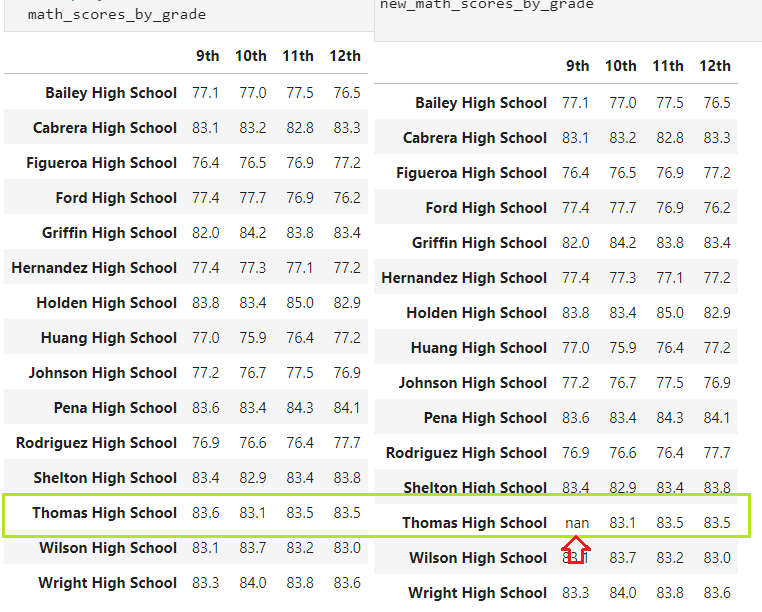 math_scores_by_grade
9th 10th 11th 12th
Bailey High School 77.1 77.0 77.5 76.5
Cabrera High School 83.1 83.2 82.8 83.3
Figueroa High School 76.4 76.5 76.9 77.2
Ford High School 77.4 77.7 76.9 76.2
Griffin High School 82.0 84.2 83.8 83.4
Hernandez High School 77.4 77.3 77.1 77.2
Holden High School 83.8 83.4 85.0 82.9
Huang High School 77.0 75.9 76.4 77.2
Johnson High School 77.2 76.7 77.5 76.9
Pena High School 83.6 83.4 84.3 84.1
Rodriguez High School 76.9 76.6 76.4 77.7
Shelton High School 83.4 82.9 83.4 83.8
Thomas High School 83.6 83.1 83.5 83.5
Wilson High School 83.1 83.7 83.2 83.0
Wright High School 83.3 84.0 83.8 83.6
new_math_scores_by_grade
9th 10th 11th 12th
Bailey High School 77.1 77.0 77.5 76.5
Cabrera High School 83.1 83.2 82.8 83.3
Figueroa High School 76.4 76.5 76.9 77.2
Ford High School 77.4 77.7 76.9 76.2
Griffin High School 82.0 84.2 83.8 83.4
Hernandez High School 77.4 77.3 77.1 77.2
Holden High School 83.8 83.4 85.0 82.9
Huang High School 77.0 75.9 76.4 77.2
Johnson High School 77.2 76.7 77.5 76.9
Pena High School 83.6 83.4 84.3 84.1
Rodriguez High School 76.9 76.6 76.4 77.7
Shelton High School 83.4 82.9 83.4 83.8
Thomas High School nan 83.1 83.5 83.5
Wilson High School 83.1 83.7 83.2 83.0
Wright High School 83.3 84.0 83.8 83.6